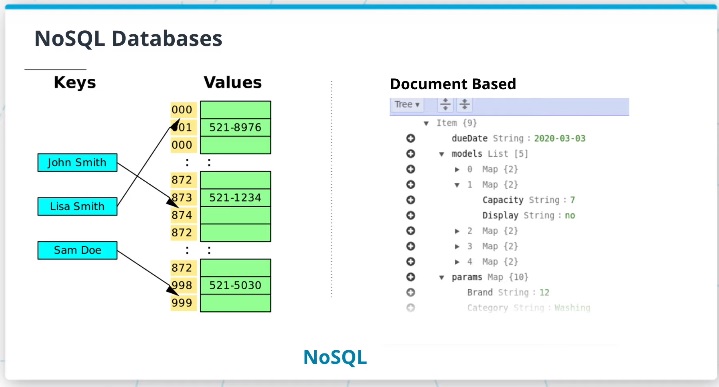 NoSQL Databases
Keys
Values
000
001 521-8976
000
: :
John Smith
872
873 521-1234
Lisa Smith
874
872
Sam Doe
: :
872
998 521-5030
999
Document Based
Tree ▾
▼ Item {9}
dueDate String : 2020-03-03
▼ models List [5]
► 0 Map {2}
▼ 1 Map {2}
Capacity String : 7
Display String : no
► 2 Map {2}
► 3 Map {2}
► 4 Map {2}
▼ params Map {10}
Brand String : 12
Category String : Washing
NoSQL